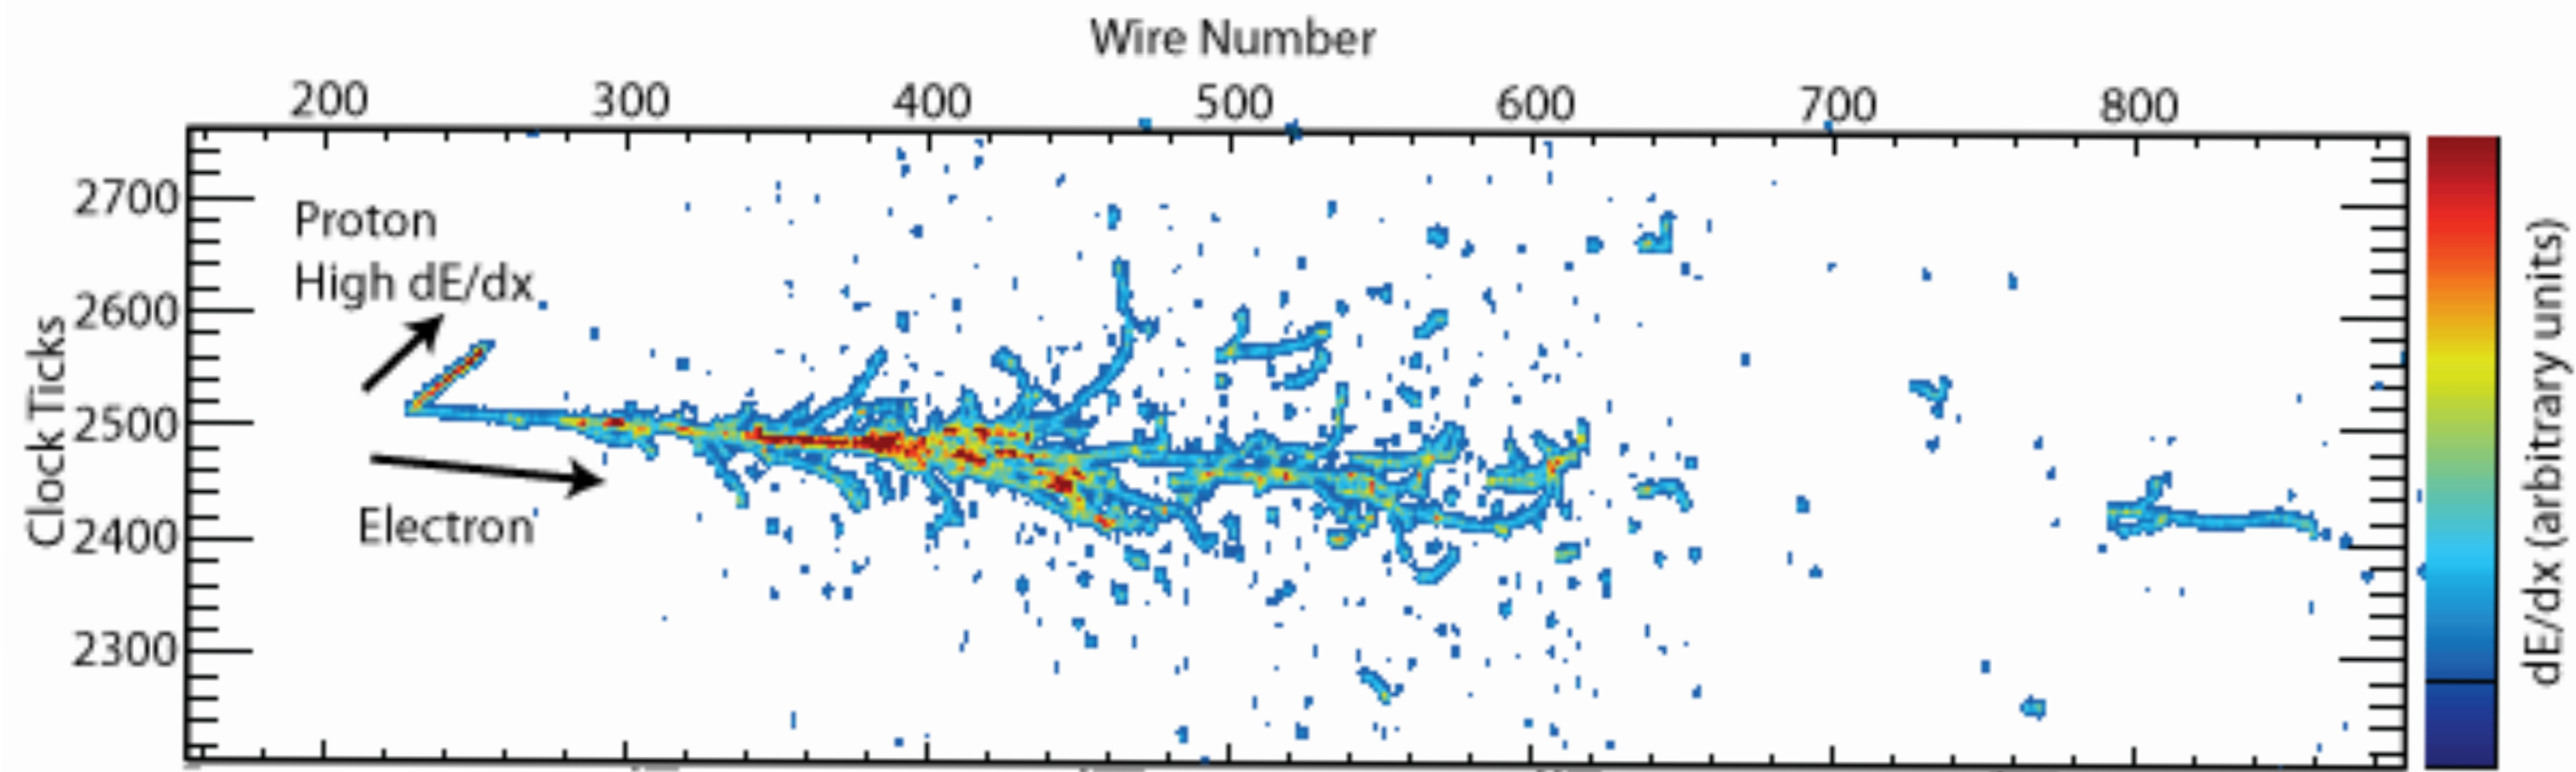 Wire Number
200 300 400 500 600 700 800
2700
2600
2500
2400
2300
Clock Ticks
Proton
High dE/dx
Electron
dE/dx (arbitrary units)